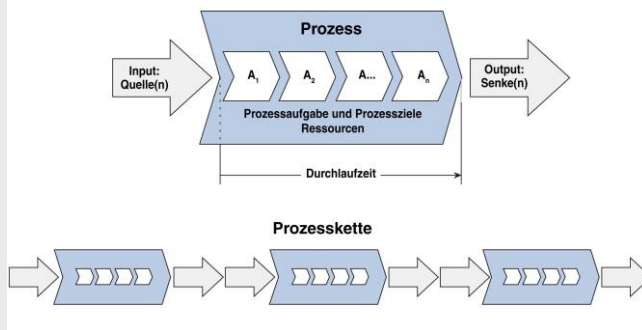 Prozess
Input:
Quelle(n)
A1
A2
A...
An
Output:
Senke(n)
Prozessaufgabe und Prozessziele
Ressourcen
Durchlaufzeit
Prozesskette